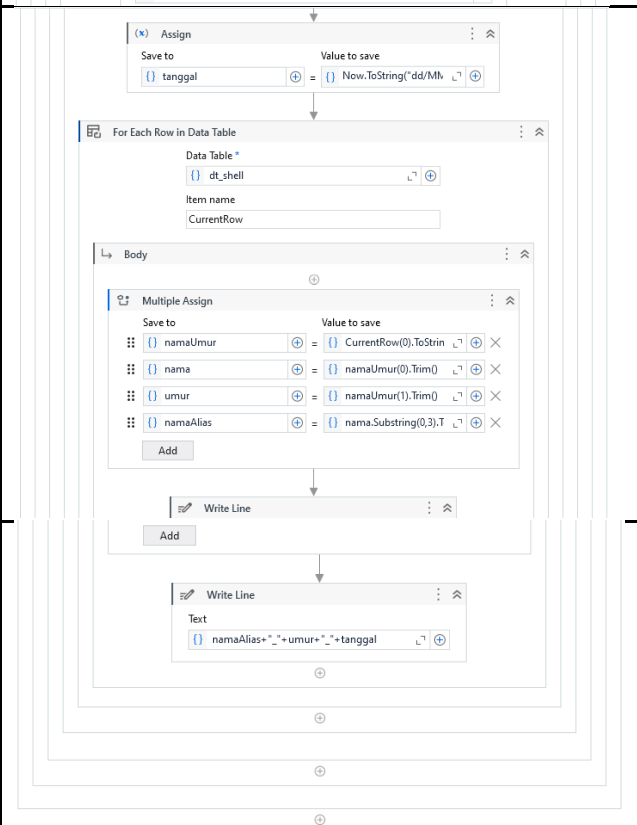 Assign
Save to Value to save
{} tanggal = {} Now.ToString("dd/MM
For Each Row in Data Table
Data Table *
{} dt_shell
Item name
CurrentRow
Body
Multiple Assign
Save to Value to save
{} namaUmur = {} CurrentRow(0).ToStrin
{} nama = {} namaUmur(0).Trim()
{} umur = {} namaUmur(1).Trim()
{} namaAlias = {} nama.Substring(0,3).T
Add
Write Line
Add
Write Line
Text
{} namaAlias+"_"+umur+"_"+tanggal